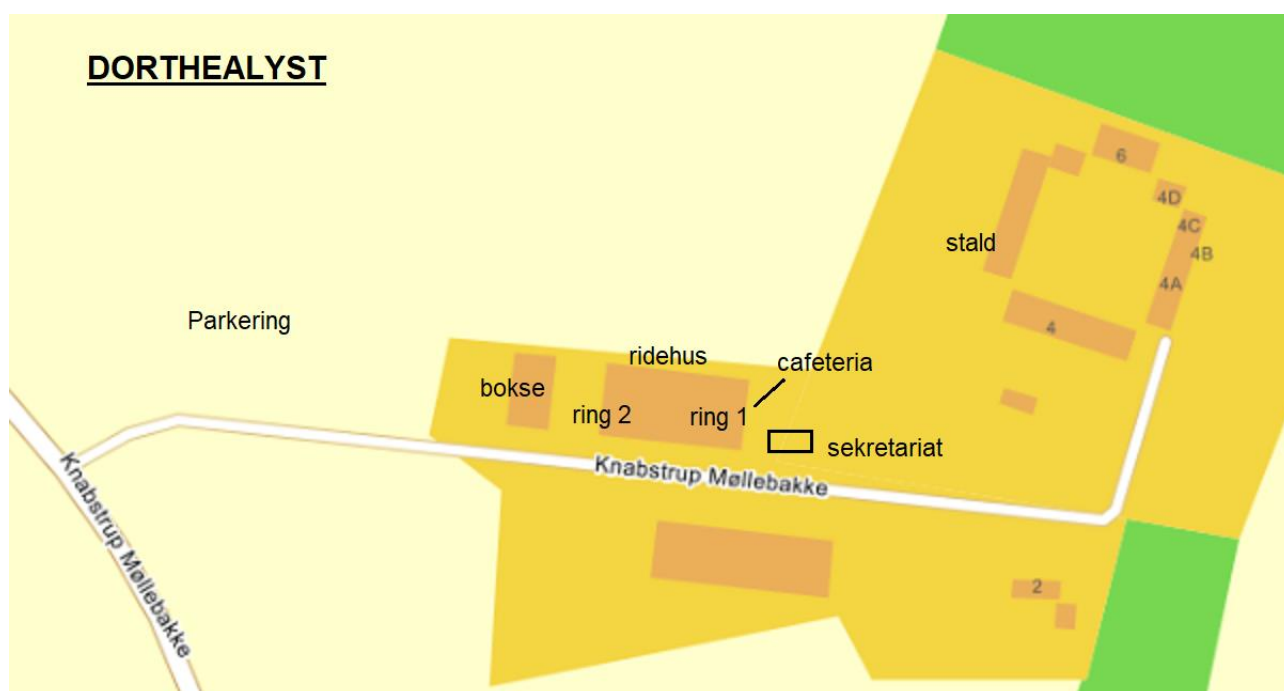 DORTHEALYST
6
4D
4C
4B
stald
4A
Parkering
4
ridehus
cafeteria
bokse
ring 2
ring 1
sekretariat
Knabstrup Møllebakke
Knabstrup Møllebakke
2